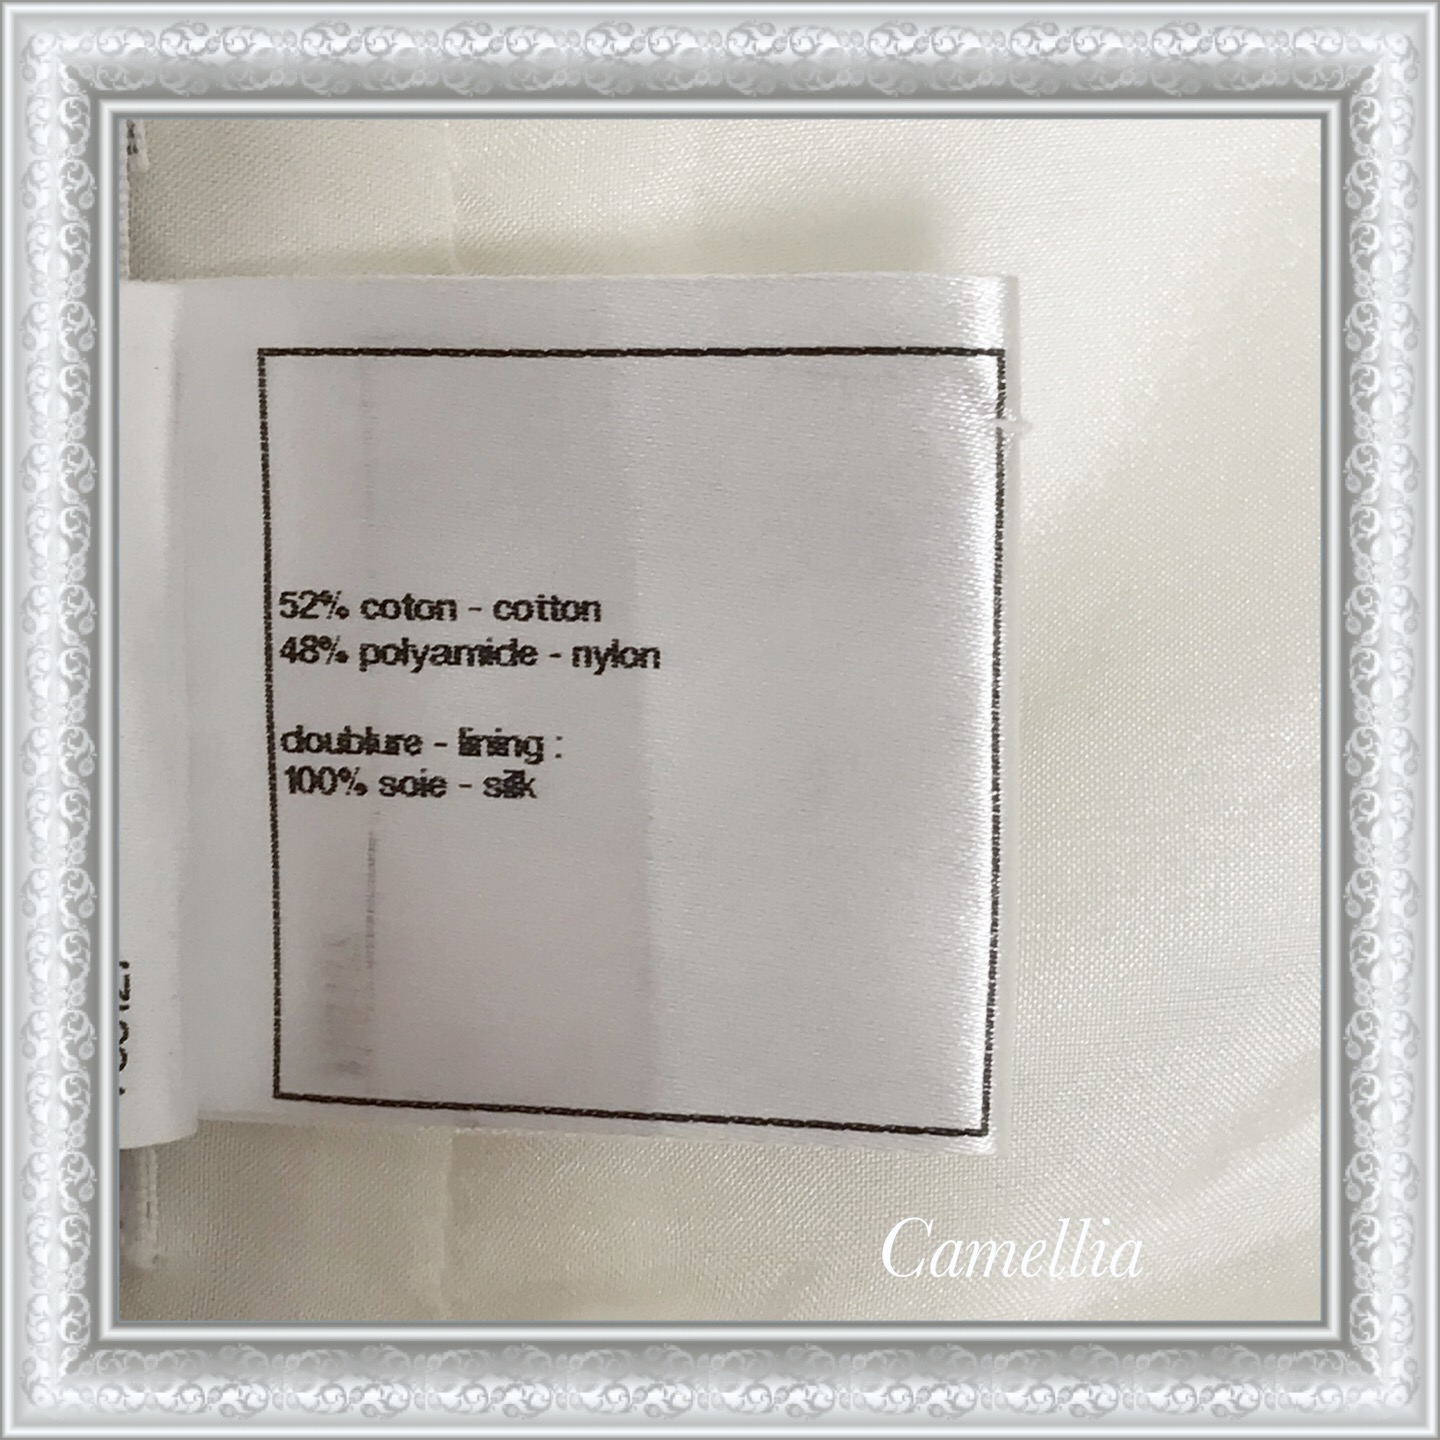 52% coton - cotton
48% polyamide - nylon
doublure - lining :
100% soie - silk
Camellia